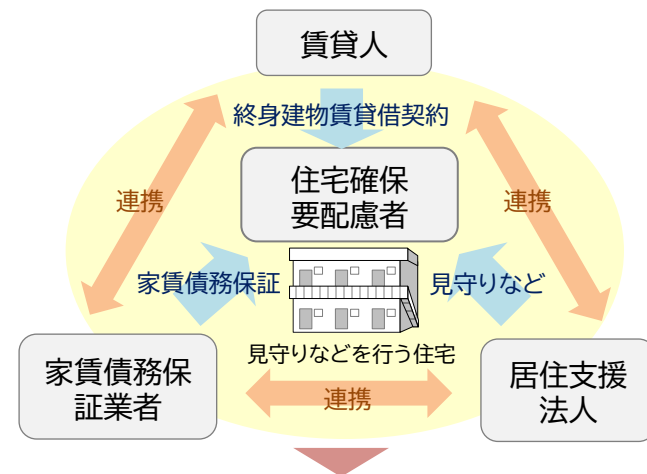 賃貸人
終身建物賃貸借契約
住宅確保
要配慮者
連携
連携
家賃債務保証
見守りなど
見守りなどを行う住宅
家賃債務保
証業者
連携
居住支援
法人